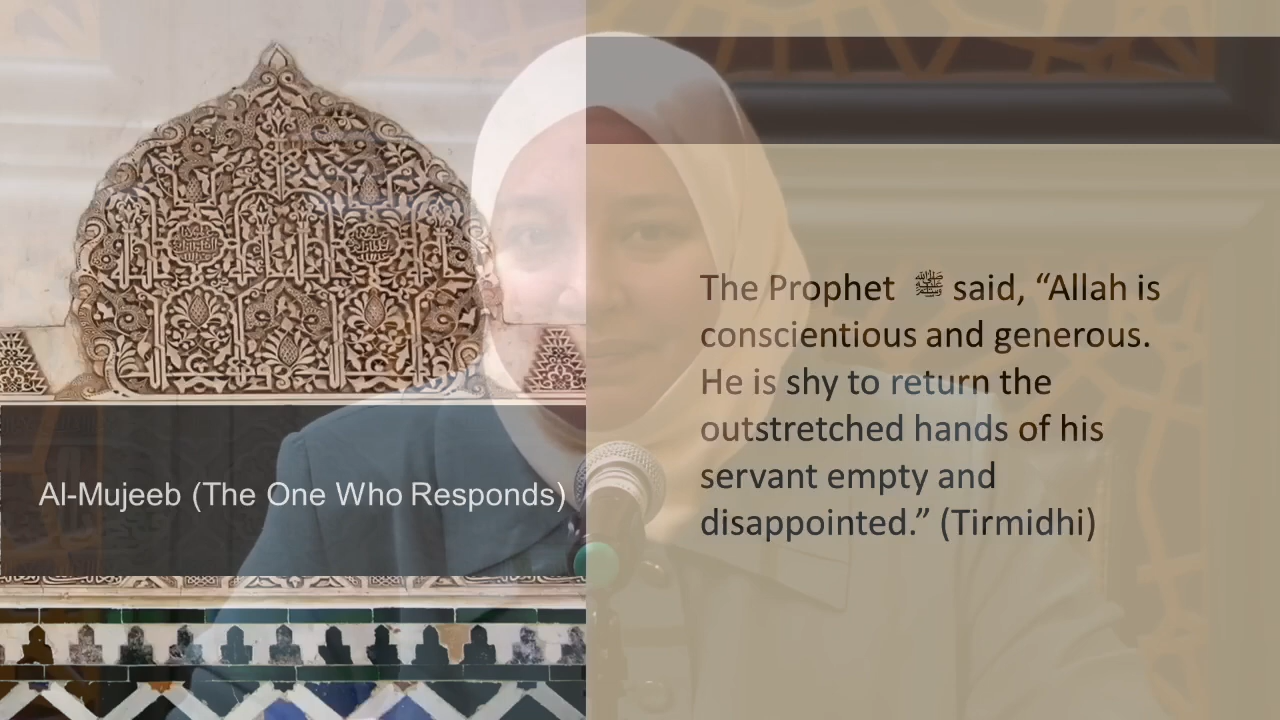 Al-Mujeeb (The One Who Responds)
The Prophet ﷺ said, “Allah is
conscientious and generous.
He is shy to return the
outstretched hands of his
servant empty and
disappointed.” (Tirmidhi)